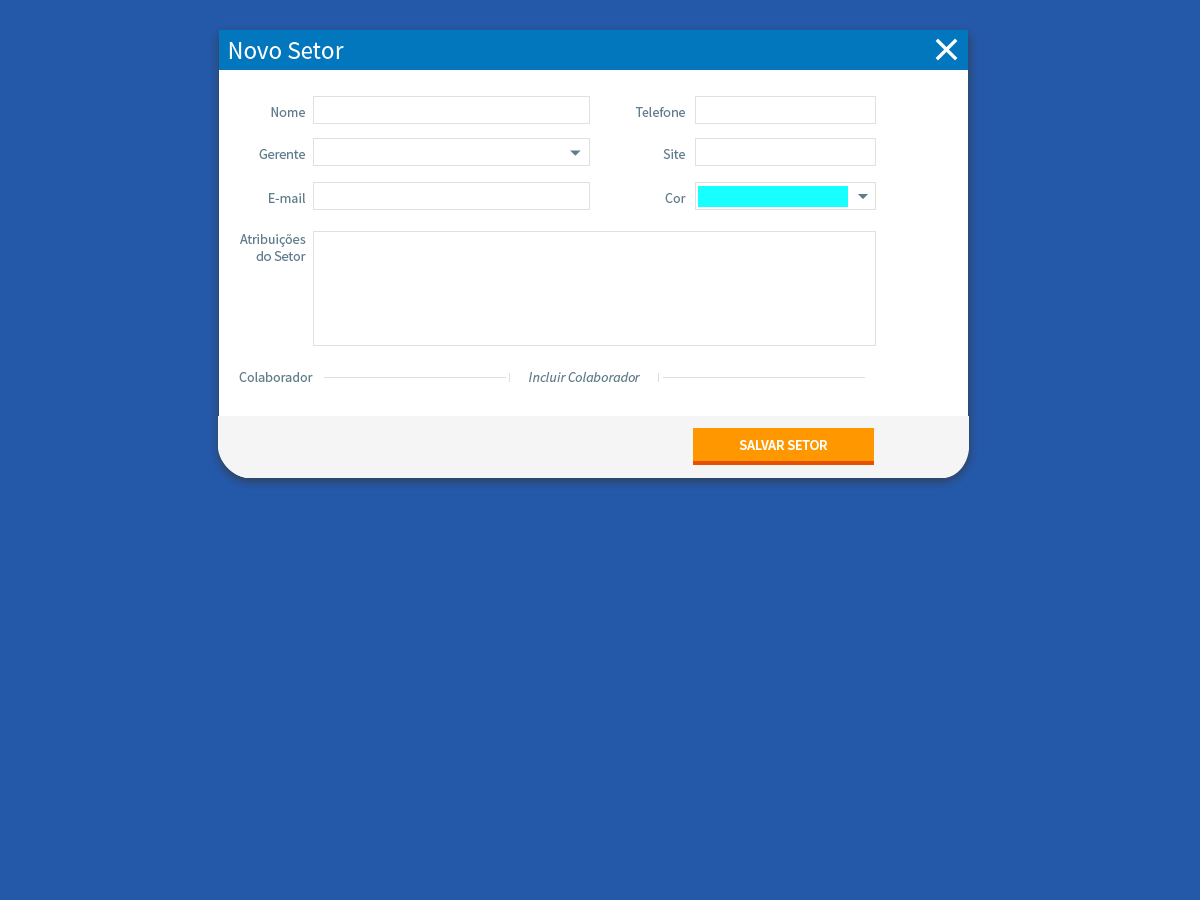 Novo Setor
Nome
Telefone
Gerente
Site
E-mail
Cor
Atribuições
do Setor
Colaborador
Incluir Colaborador
SALVAR SETOR